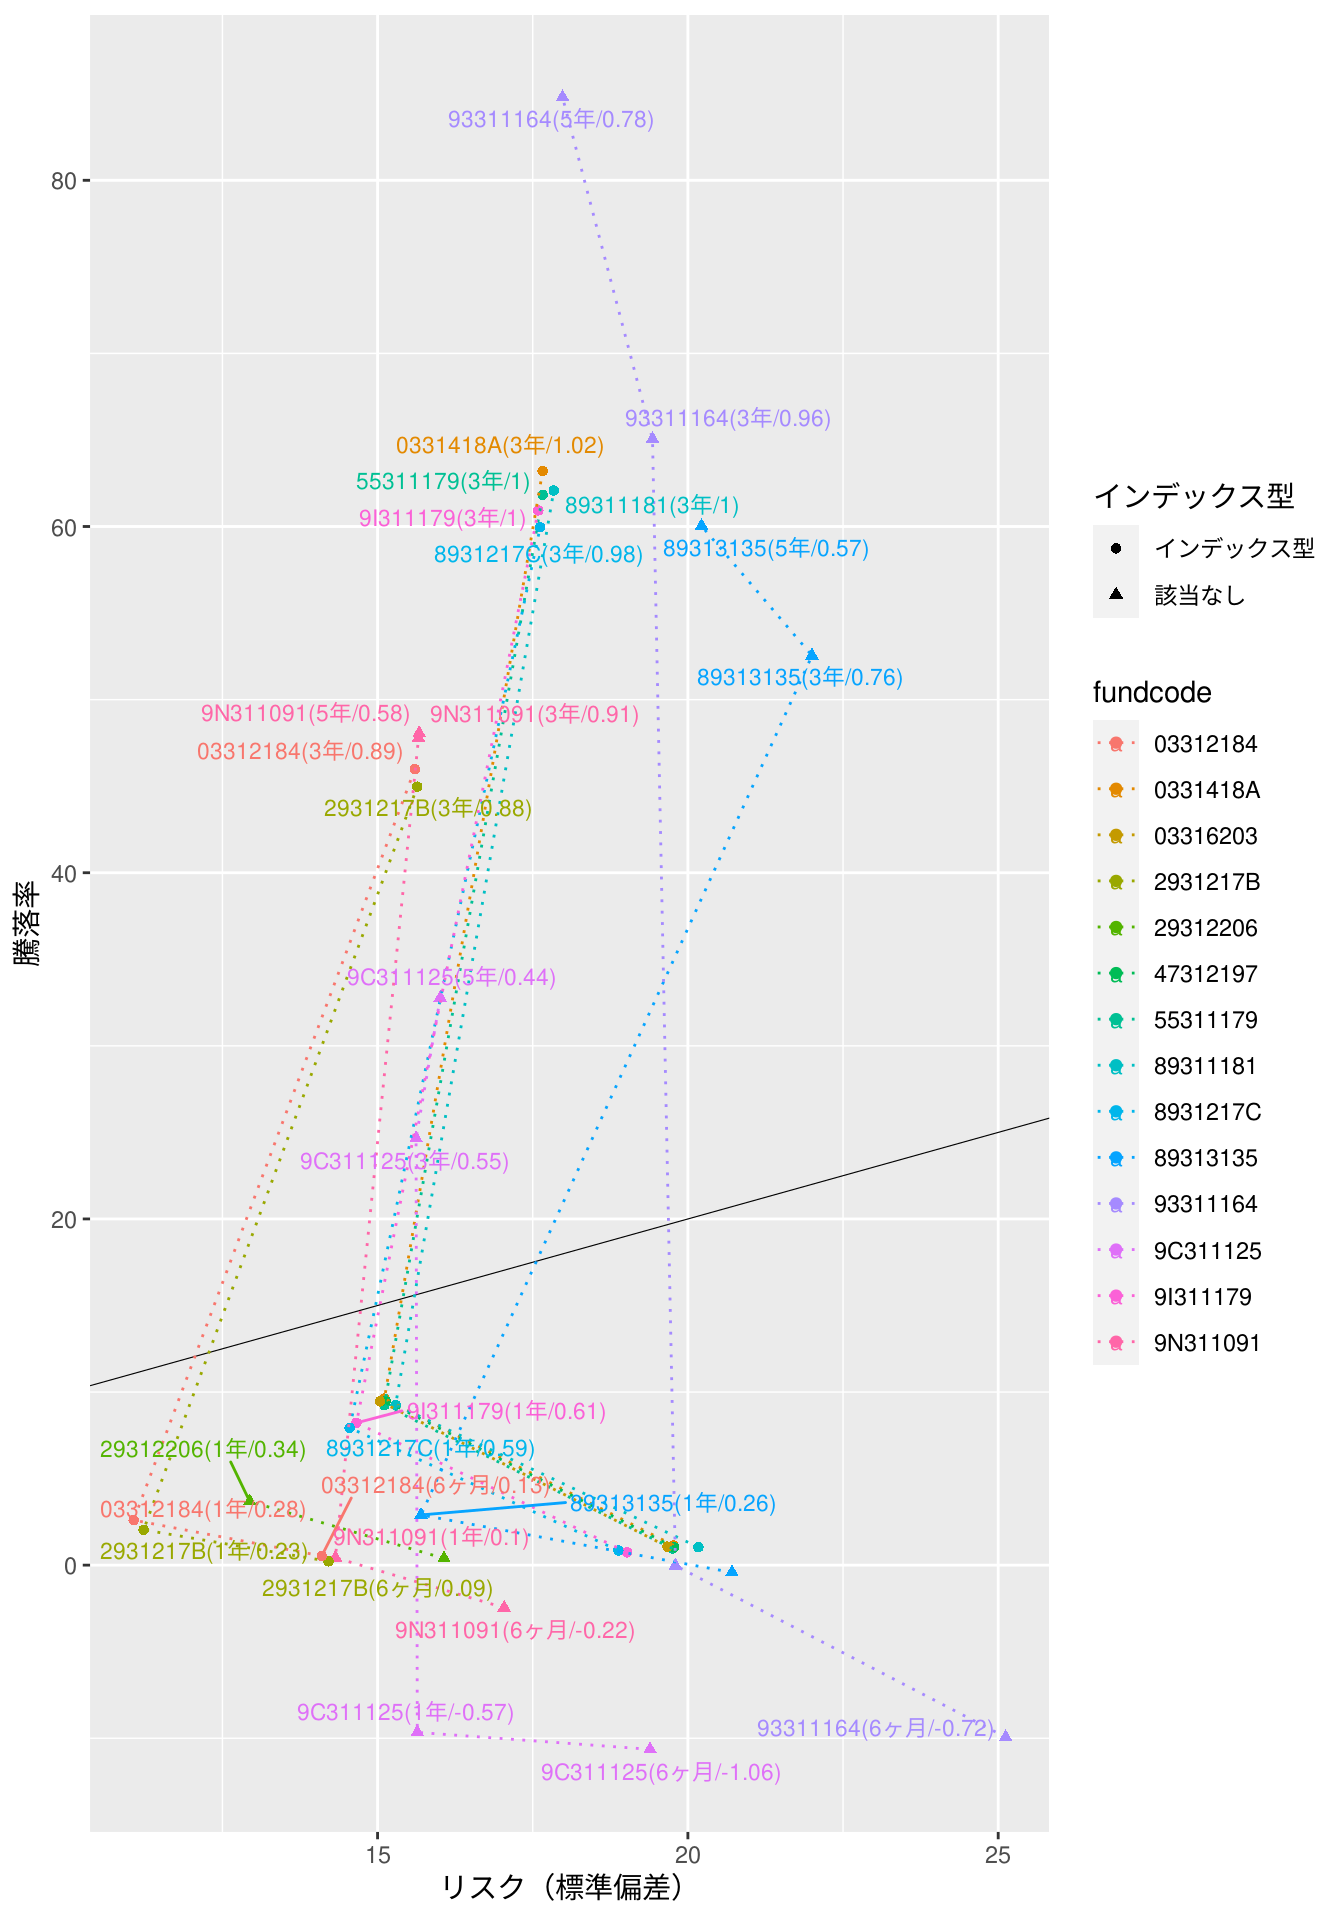 93311164(5年/0.78)
80
93311164(3年/0.96)
0331418A(3年/1.02)
55311179(3年/1)
89311181(3年/1)
9I311179(3年/1)
60
8931217C(3年/0.98)
89313135(5年/0.57)
89313135(3年/0.76)
9N311091(5年/0.58)
9N311091(3年/0.91)
03312184(3年/0.89)
2931217B(3年/0.88)
40
騰落率
9C311125(5年/0.44)
9C311125(3年/0.55)
20
9I311179(1年/0.61)
29312206(1年/0.34)
8931217C(1年/0.59)
03312184(6ヶ月/0.13)
03312184(1年/0.28)
89313135(1年/0.26)
9N311091(1年/0.1)
2931217B(1年/0.23)
0
2931217B(6ヶ月/0.09)
9N311091(6ヶ月/-0.22)
9C311125(1年/-0.57)
93311164(6ヶ月/-0.72)
9C311125(6ヶ月/-1.06)
15
20
25
リスク（標準偏差）
インデックス型
インデックス型
該当なし
fundcode
03312184
0331418A
03316203
2931217B
29312206
47312197
55311179
89311181
8931217C
89313135
93311164
9C311125
9I311179
9N311091